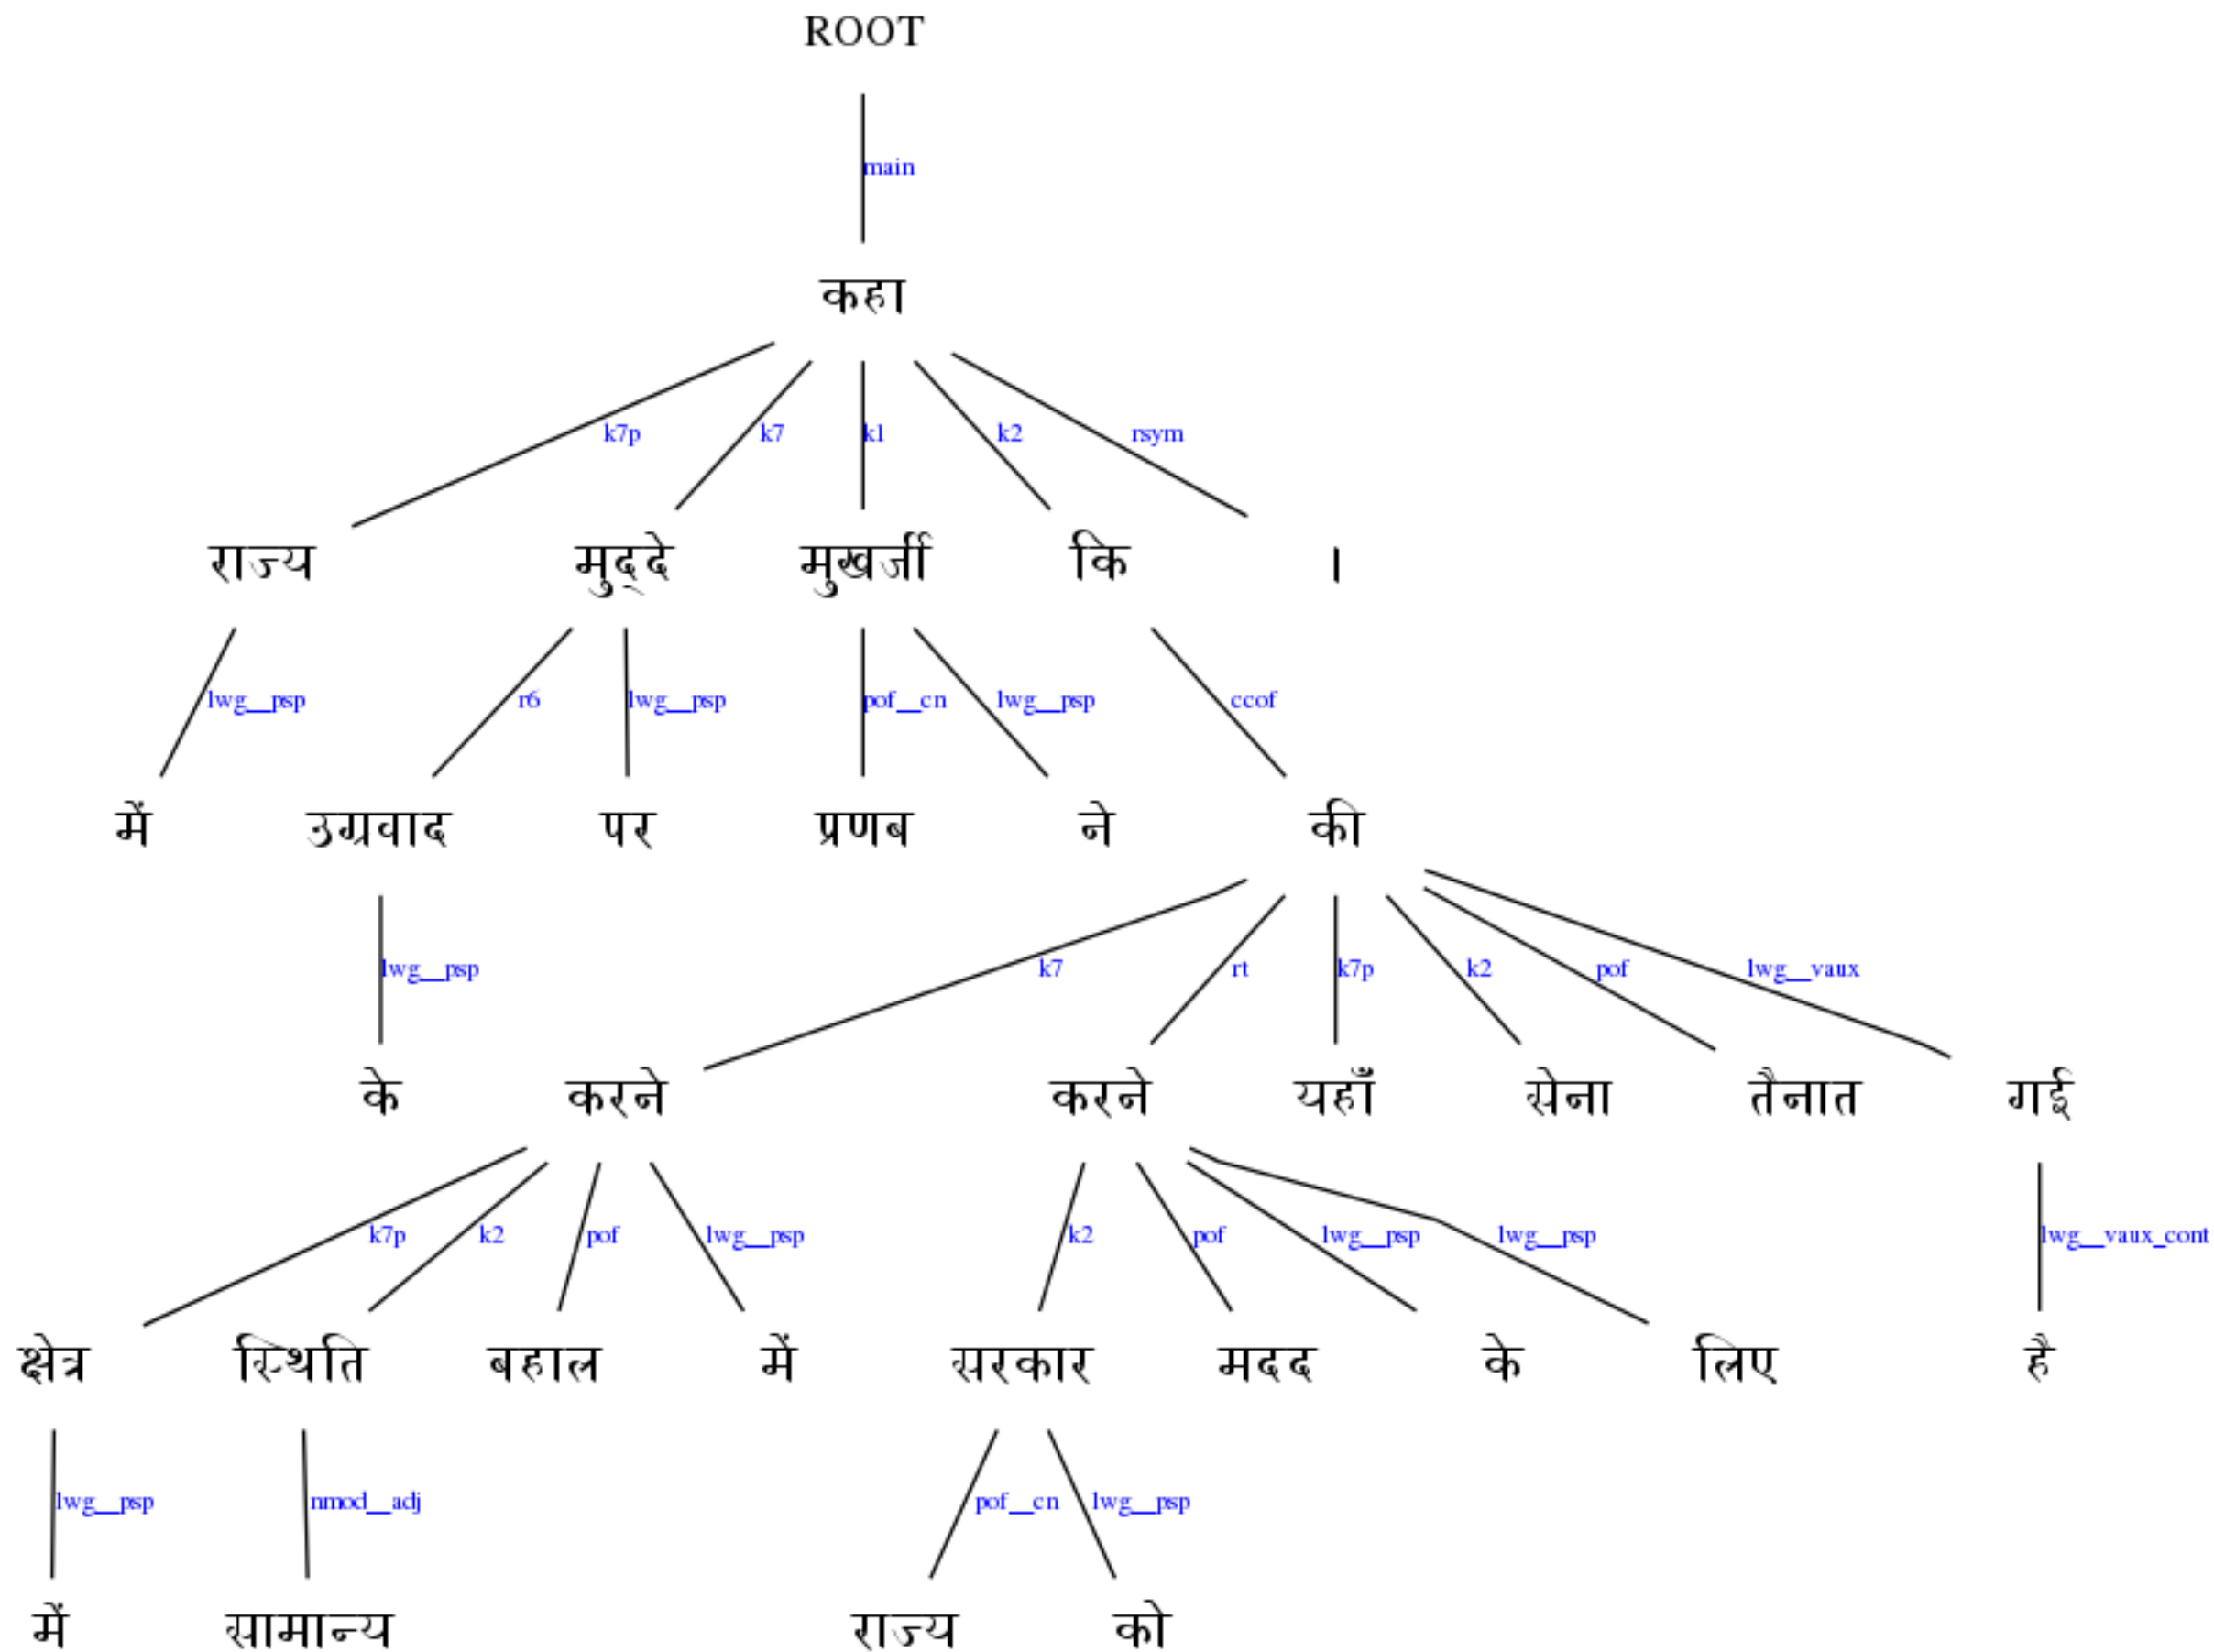 ROOT
main
कहा
k7p k7 k1 k2 rsym
राज्य मुद्दे मुखर्जी कि ।
lwg__psp r6 lwg__psp pof__cn lwg__psp ccof
में उग्रवाद पर प्रणब ने की
lwg__psp k7 rt k7p k2 pof lwg__vaux
के करने करने यहाँ सेना तैनात गई
k7p k2 pof lwg__psp k2 pof lwg__psp lwg__psp lwg__vaux_cont
क्षेत्र स्थिति बहाल में सरकार मदद के लिए है
lwg__psp nmod__adj pof__cn lwg__psp
में सामान्य राज्य को